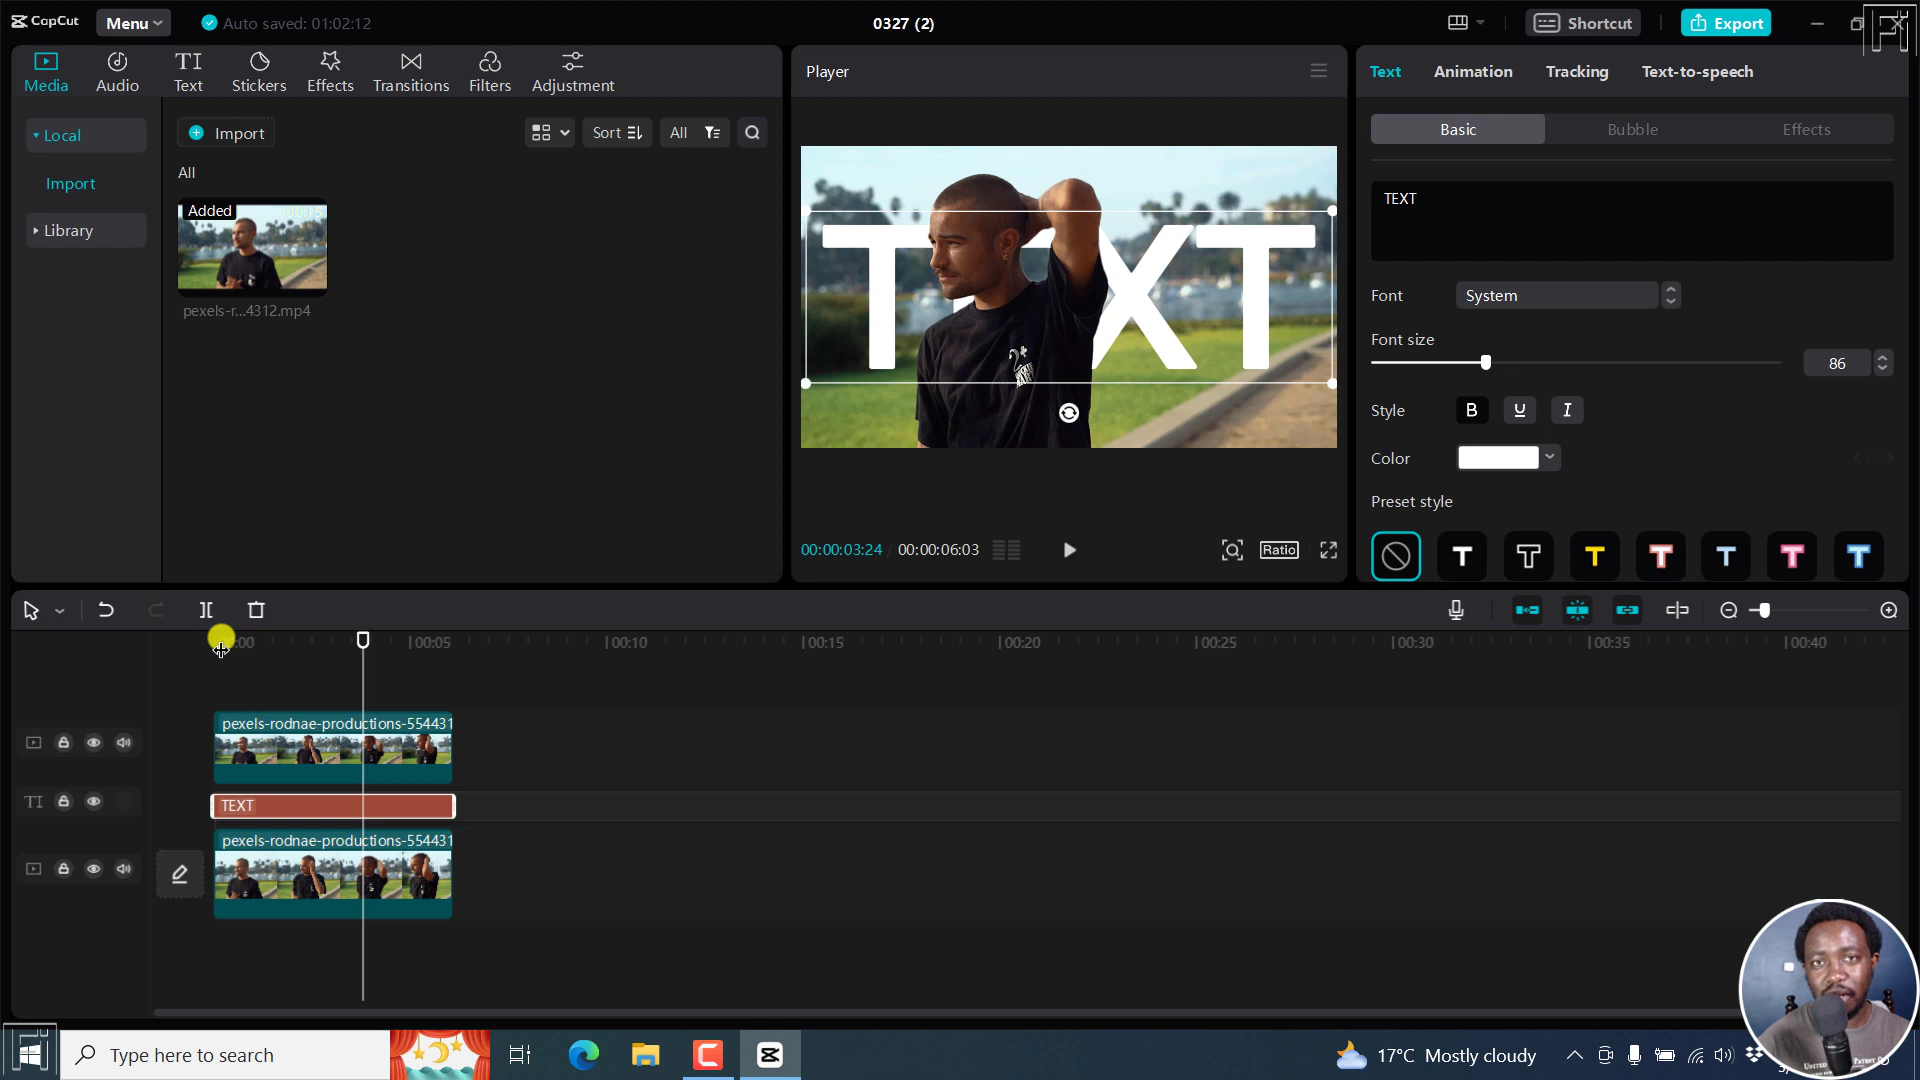 CapCut
Menu
Auto saved: 01:02:12
0327 (2)
Shortcut
Export
Media
Audio
Text
Stickers
Effects
Transitions
Filters
Adjustment
Player
Text
Animation
Tracking
Text-to-speech
Local
Import
Library
Import
Sort
All
All
Added
pexels-r...4312.mp4
00:00:03:24
00:00:06:03
Ratio
Basic
Bubble
Effects
TEXT
Font
System
Font size
86
Style
B
U
I
Color
Preset style
T
T
T
T
T
T
T
00:05
00:10
00:15
00:20
00:25
00:30
00:35
00:40
pexels-rodnae-productions-554431
TI
TEXT
pexels-rodnae-productions-554431
Type here to search
17°C Mostly cloudy